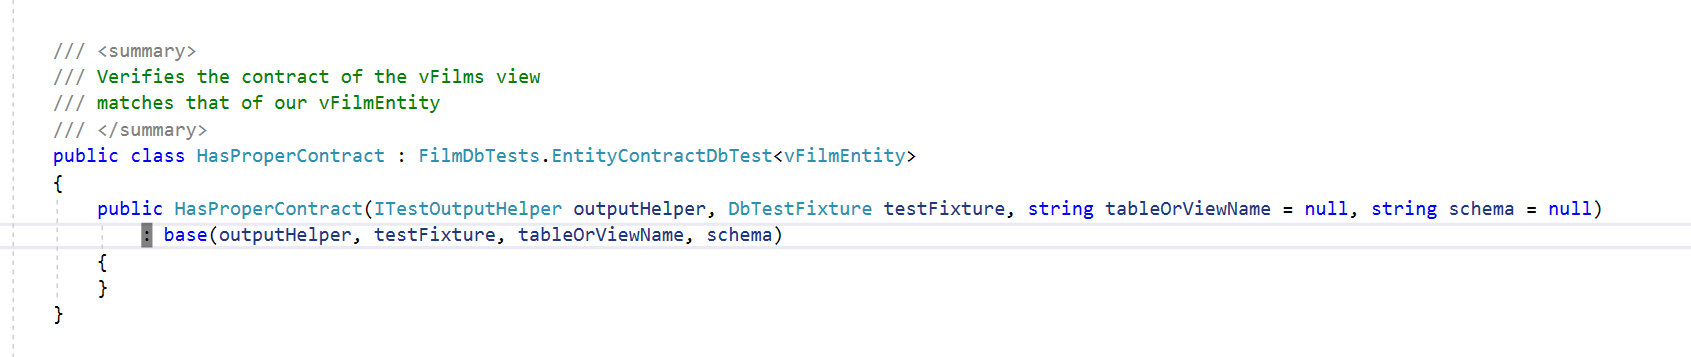 /// <summary>
/// Verifies the contract of the vFilms view
/// matches that of our vFilmEntity
/// </summary>
public class HasProperContract : FilmDbTests.EntityContractDbTest<vFilmEntity>
{
public HasProperContract(ITestOutputHelper outputHelper, DbTestFixture testFixture, string tableOrViewName = null, string schema = null)
: base(outputHelper, testFixture, tableOrViewName, schema)
{
}
}